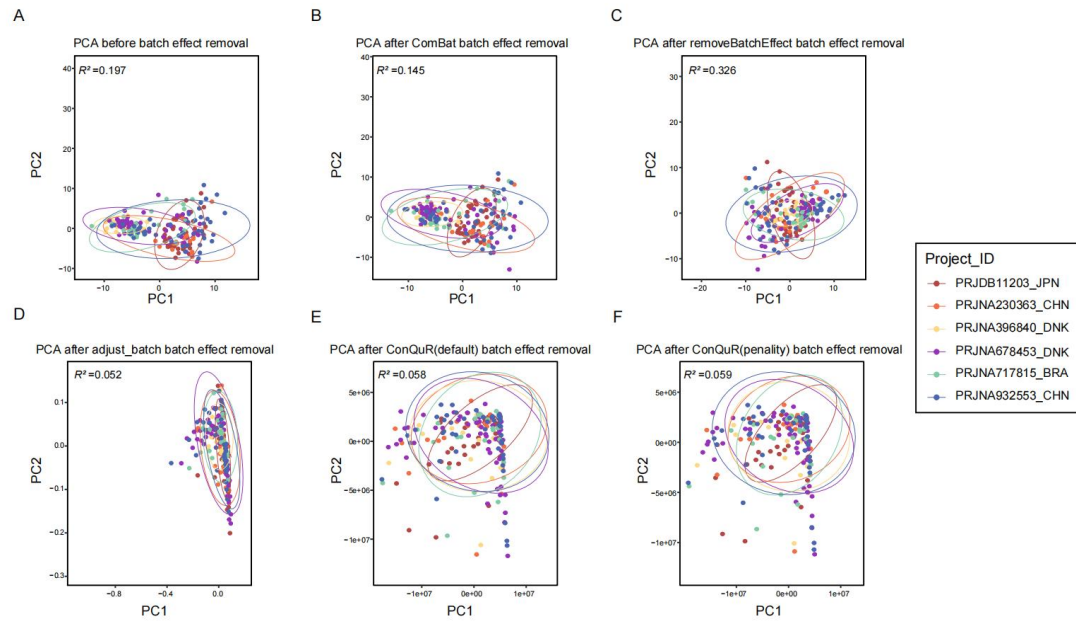 A
B
C
PCA before batch effect removal
PCA after ComBat batch effect removal
PCA after removeBatchEffect batch effect removal
R² =0.197
R² =0.145
R² =0.326
40
30
20
10
0
−10
PC2
−10
0
10
PC1
40
30
20
10
0
−10
PC2
−10
0
10
PC1
30
20
10
0
−10
PC2
−20
−10
0
10
PC1
Project_ID
PRJDB11203_JPN
PRJNA230363_CHN
PRJNA396840_DNK
PRJNA678453_DNK
PRJNA717815_BRA
PRJNA932553_CHN
D
E
F
PCA after adjust_batch batch effect removal
PCA after ConQuR(default) batch effect removal
PCA after ConQuR(penality) batch effect removal
R² =0.052
R² =0.058
R² =0.059
0.1
0.0
−0.1
−0.2
−0.3
PC2
−0.8
−0.4
0.0
PC1
5e+06
0e+00
−5e+06
−1e+07
PC2
−1e+07
0e+00
1e+07
PC1
5e+06
0e+00
−5e+06
−1e+07
PC2
−1e+07
0e+00
1e+07
PC1